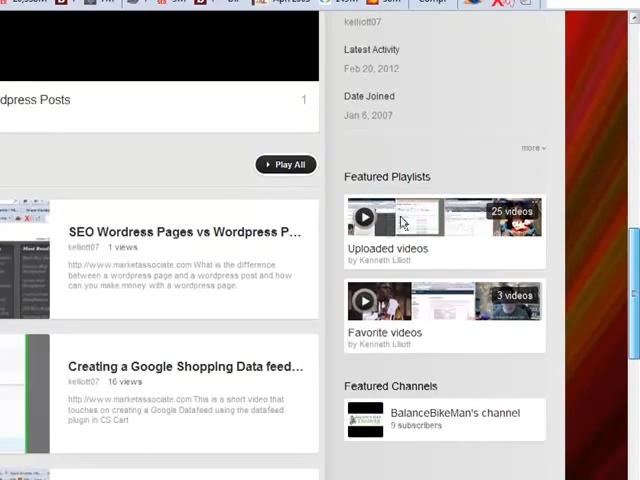 kelliott07
Latest Activity
Feb 20, 2012
Date Joined
Jan 6, 2007
more
dpress Posts
1
Play All
SEO Wordress Pages vs Wordpress P...
kelliott07 1 views
http://www.marketassociate.com What is the
difference between a wordpress page and a wordpress post and how
can you make money with a wordpress page.
Creating a Google Shopping Data feed...
kelliott07 16 views
http://www.marketassociate.com This is a short video that
touches on creating a Google Datafeed using the datafeed
plugin in CS Cart
Featured Playlists
25 videos
Uploaded videos
by Kenneth Elliott
3 videos
Favorite videos
by Kenneth Elliott
Featured Channels
BalanceBikeMan's channel
9 subscribers